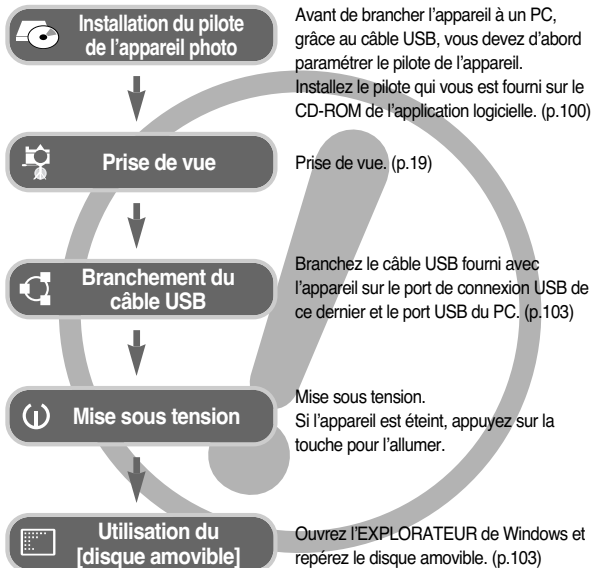 Installation du pilote
de l'appareil photo
Avant de brancher l'appareil à un PC,
grâce au câble USB, vous devez d'abord
paramétrer le pilote de l'appareil.
Installez le pilote qui vous est fourni sur le
CD-ROM de l'application logicielle. (p.100)
Prise de vue
Prise de vue. (p.19)
Branchement du
câble USB
Branchez le câble USB fourni avec
l'appareil sur le port de connexion USB de
ce dernier et le port USB du PC. (p.103)
Mise sous tension
Mise sous tension.
Si l'appareil est éteint, appuyez sur la
touche pour l'allumer.
Utilisation du
[disque amovible]
Ouvrez l'EXPLORATEUR de Windows et
repérez le disque amovible. (p.103)